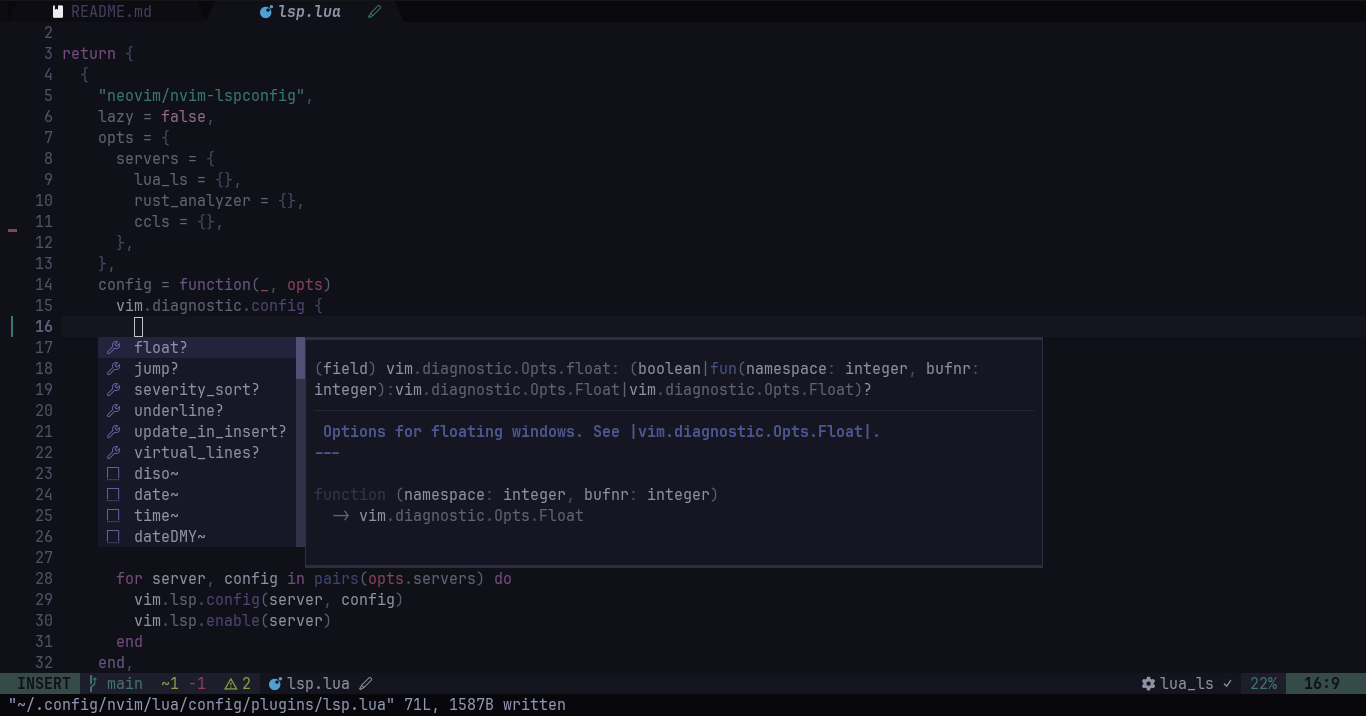 README.md lsp.lua
2
3 return {
4 {
5 "neovim/nvim-lspconfig",
6 lazy = false,
7 opts = {
8 servers = {
9 lua_ls = {},
10 rust_analyzer = {},
11 ccls = {},
12 },
13 },
14 config = function(_, opts)
15 vim.diagnostic.config {
16
17 float?
18 jump? (field) vim.diagnostic.Opts.float: (boolean|fun(namespace: integer, bufnr:
19 severity_sort? integer):vim.diagnostic.Opts.Float|vim.diagnostic.Opts.Float)?
20 underline?
21 update_in_insert? Options for floating windows. See |vim.diagnostic.Opts.Float|.
22 virtual_lines? ---
23 diso~
24 date~ function (namespace: integer, bufnr: integer)
25 time~ → vim.diagnostic.Opts.Float
26 dateDMY~
27
28 for server, config in pairs(opts.servers) do
29 vim.lsp.config(server, config)
30 vim.lsp.enable(server)
31 end
32 end,
INSERT main ~1 -1 2 lsp.lua lua_ls ✓ 22% 16:9
"~/.config/nvim/lua/config/plugins/lsp.lua" 71L, 1587B written